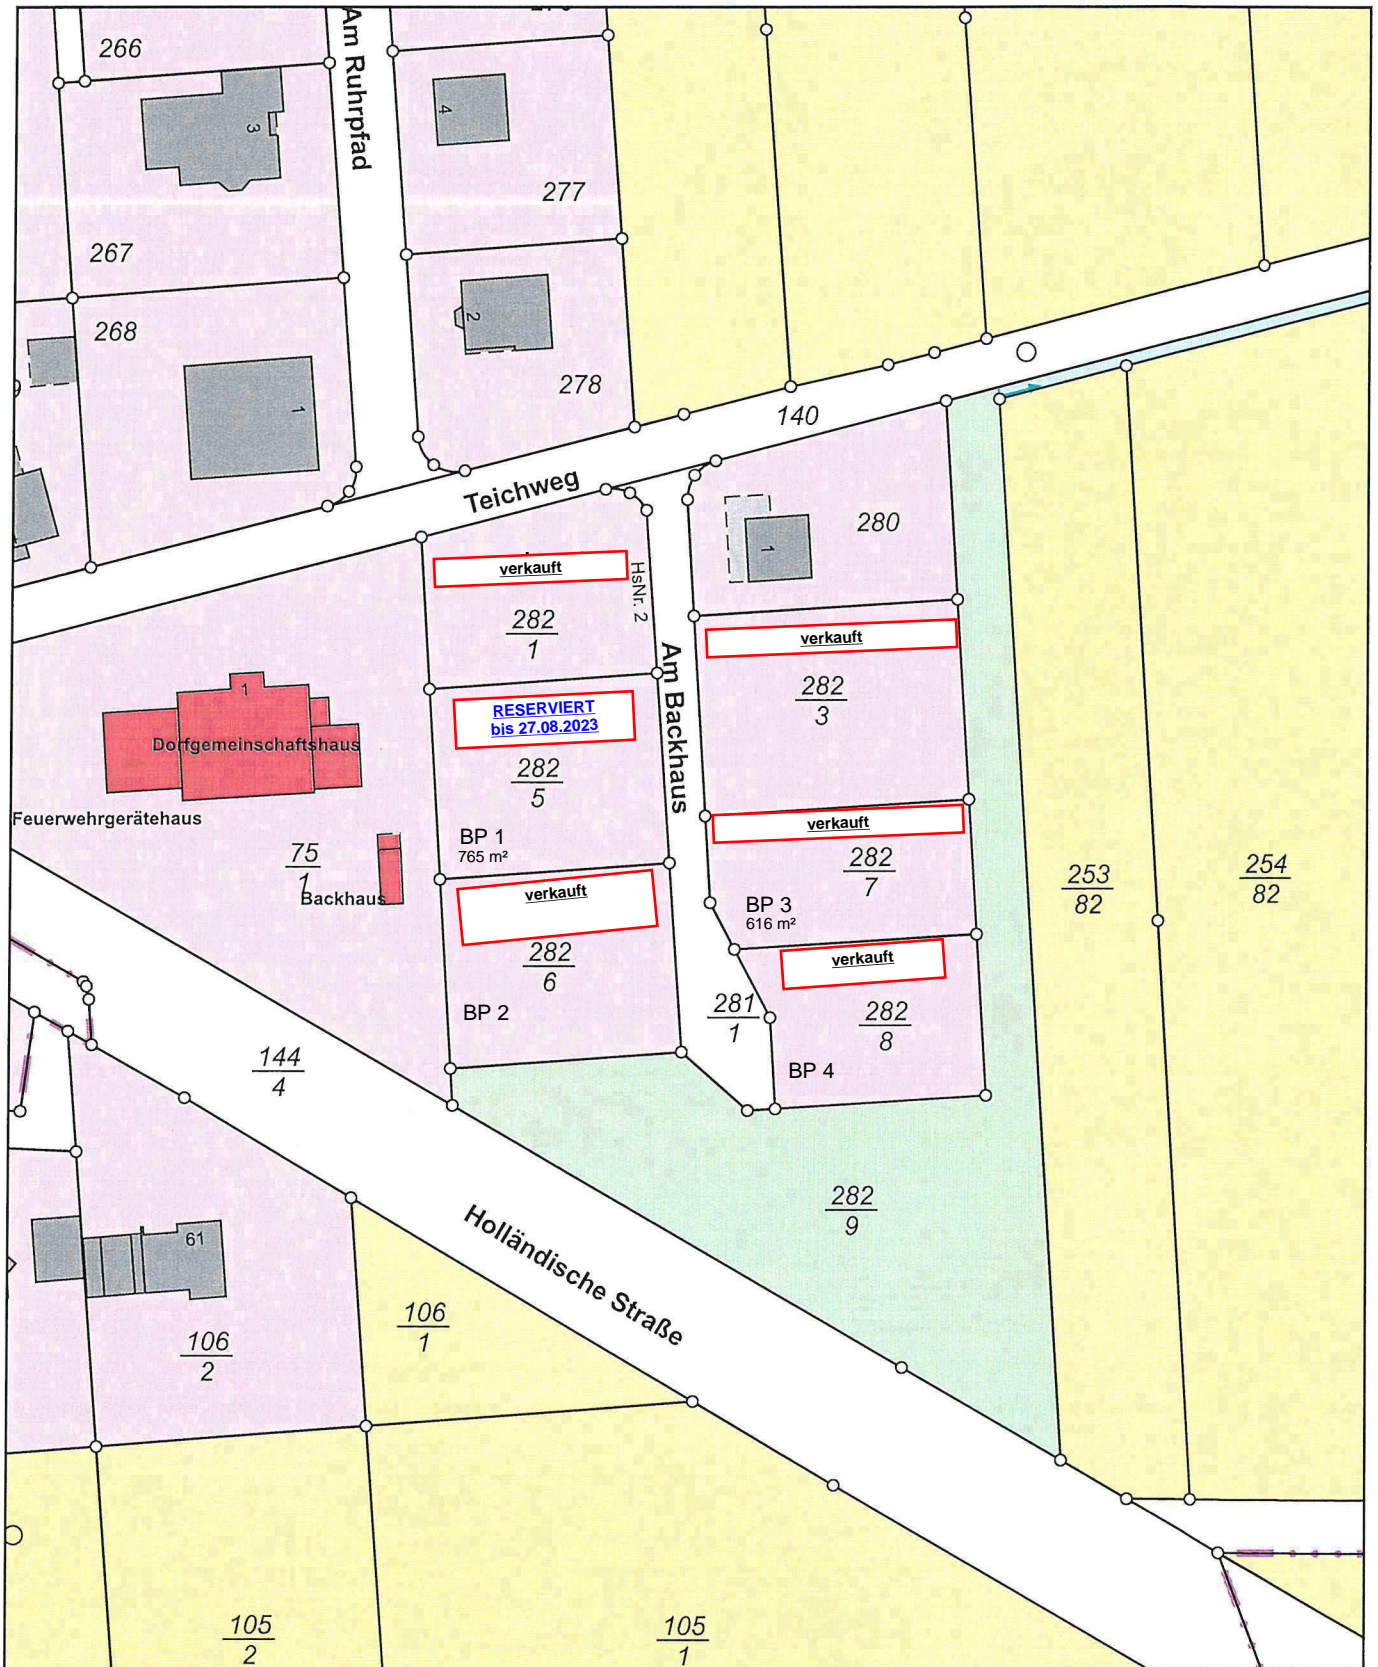 266
Am Ruhrpfad
3
4
277
267
268
2
1
278
140
Teichweg
280
1
verkauft
HsNr. 2
282
1
verkauft
Am Backhaus
282
3
1
Dorfgemeinschaftshaus
RESERVIERT
bis 27.08.2023
282
5
Feuerwehrgerätehaus
BP 1
765 m²
75
1
Backhaus
verkauft
282
7
BP 3
616 m²
253
82
254
82
verkauft
282
6
BP 2
verkauft
281
1
282
8
BP 4
144
4
282
9
Holländische Straße
61
106
2
106
1
105
2
105
1